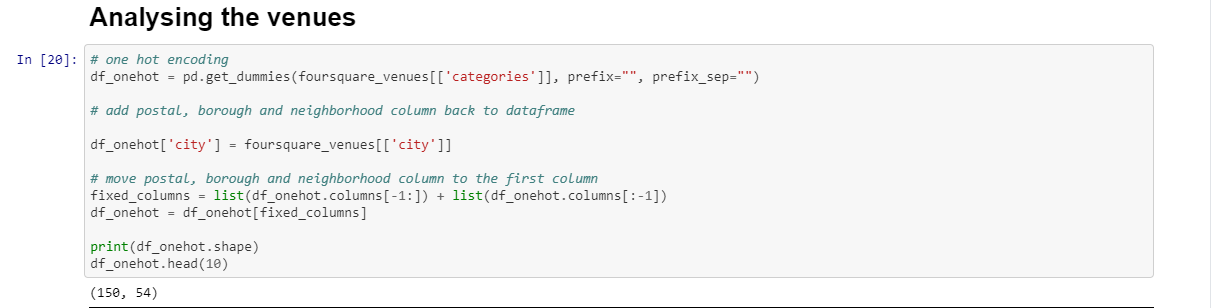 Analysing the venues
In [20]: # one hot encoding
df_onehot = pd.get_dummies(foursquare_venues[['categories']], prefix="", prefix_sep="")
# add postal, borough and neighborhood column back to dataframe
df_onehot['city'] = foursquare_venues[['city']]
# move postal, borough and neighborhood column to the first column
fixed_columns = list(df_onehot.columns[-1:]) + list(df_onehot.columns[:-1])
df_onehot = df_onehot[fixed_columns]
print(df_onehot.shape)
df_onehot.head(10)
(150, 54)